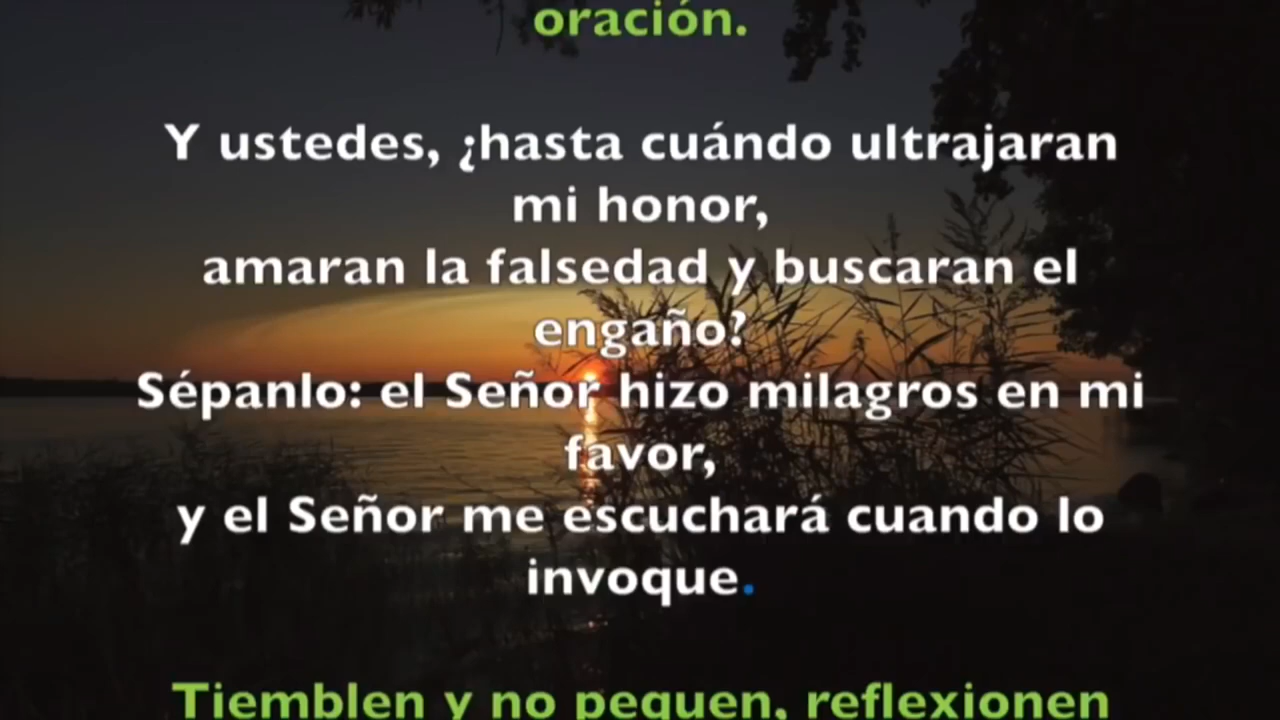 oración.
Y ustedes, ¿hasta cuándo ultrajaran
mi honor,
amaran la falsedad y buscaran el
engaño?
Sépanlo: el Señor hizo milagros en mi
favor,
y el Señor me escuchará cuando lo
invoque.
Tiemblen y no pequen, reflexionen